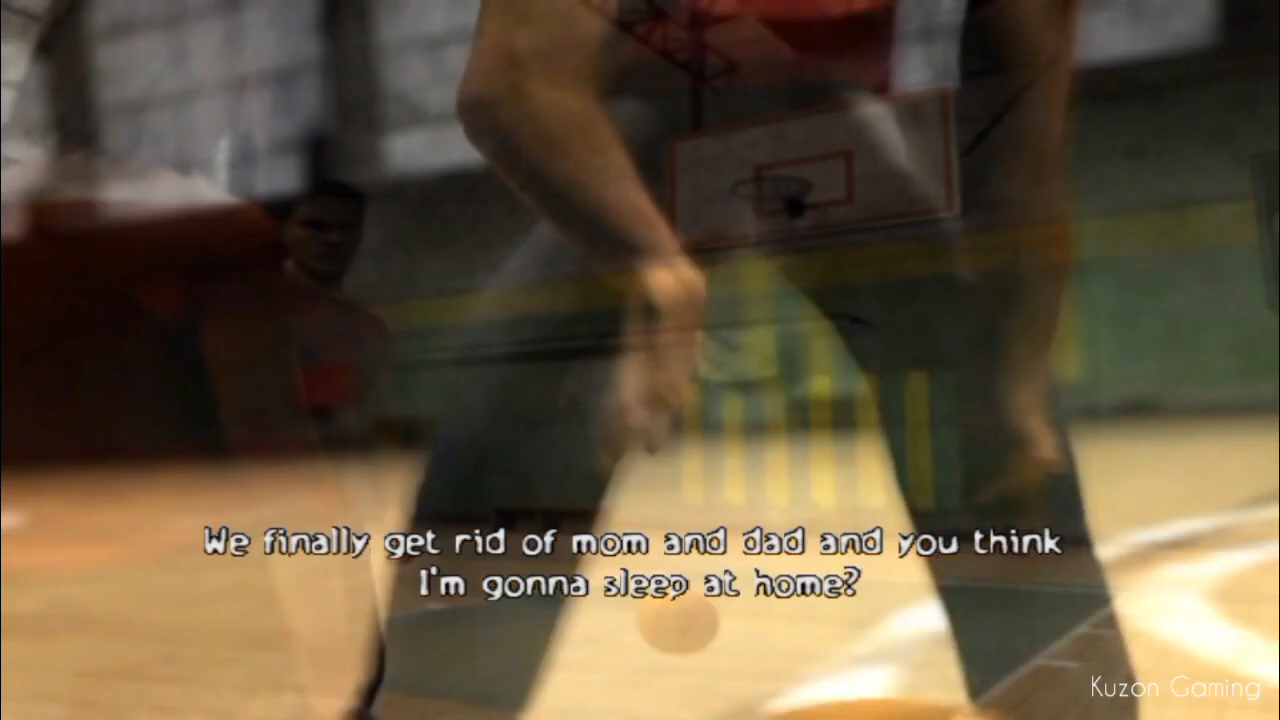 We finally get rid of mom and dad and you think
I'm gonna sleep at home?
Kuzon Gaming